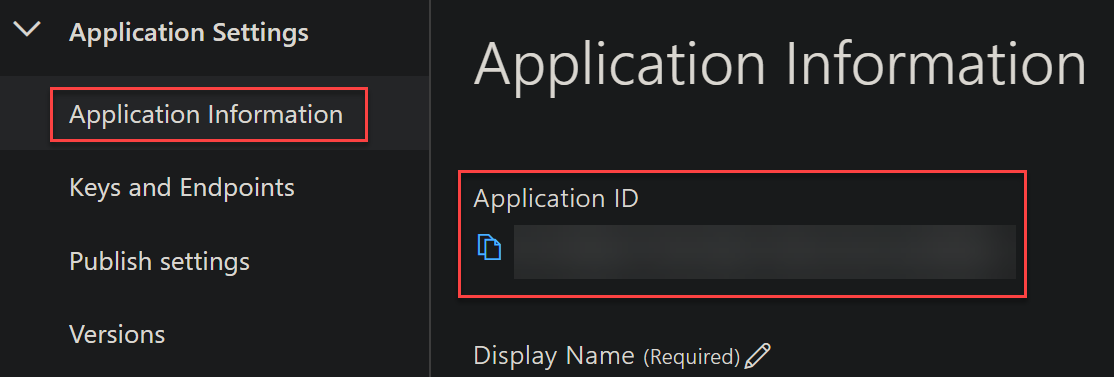 Application Settings
Application Information
Keys and Endpoints
Publish settings
Versions
Application Information
Application ID
Display Name (Required)